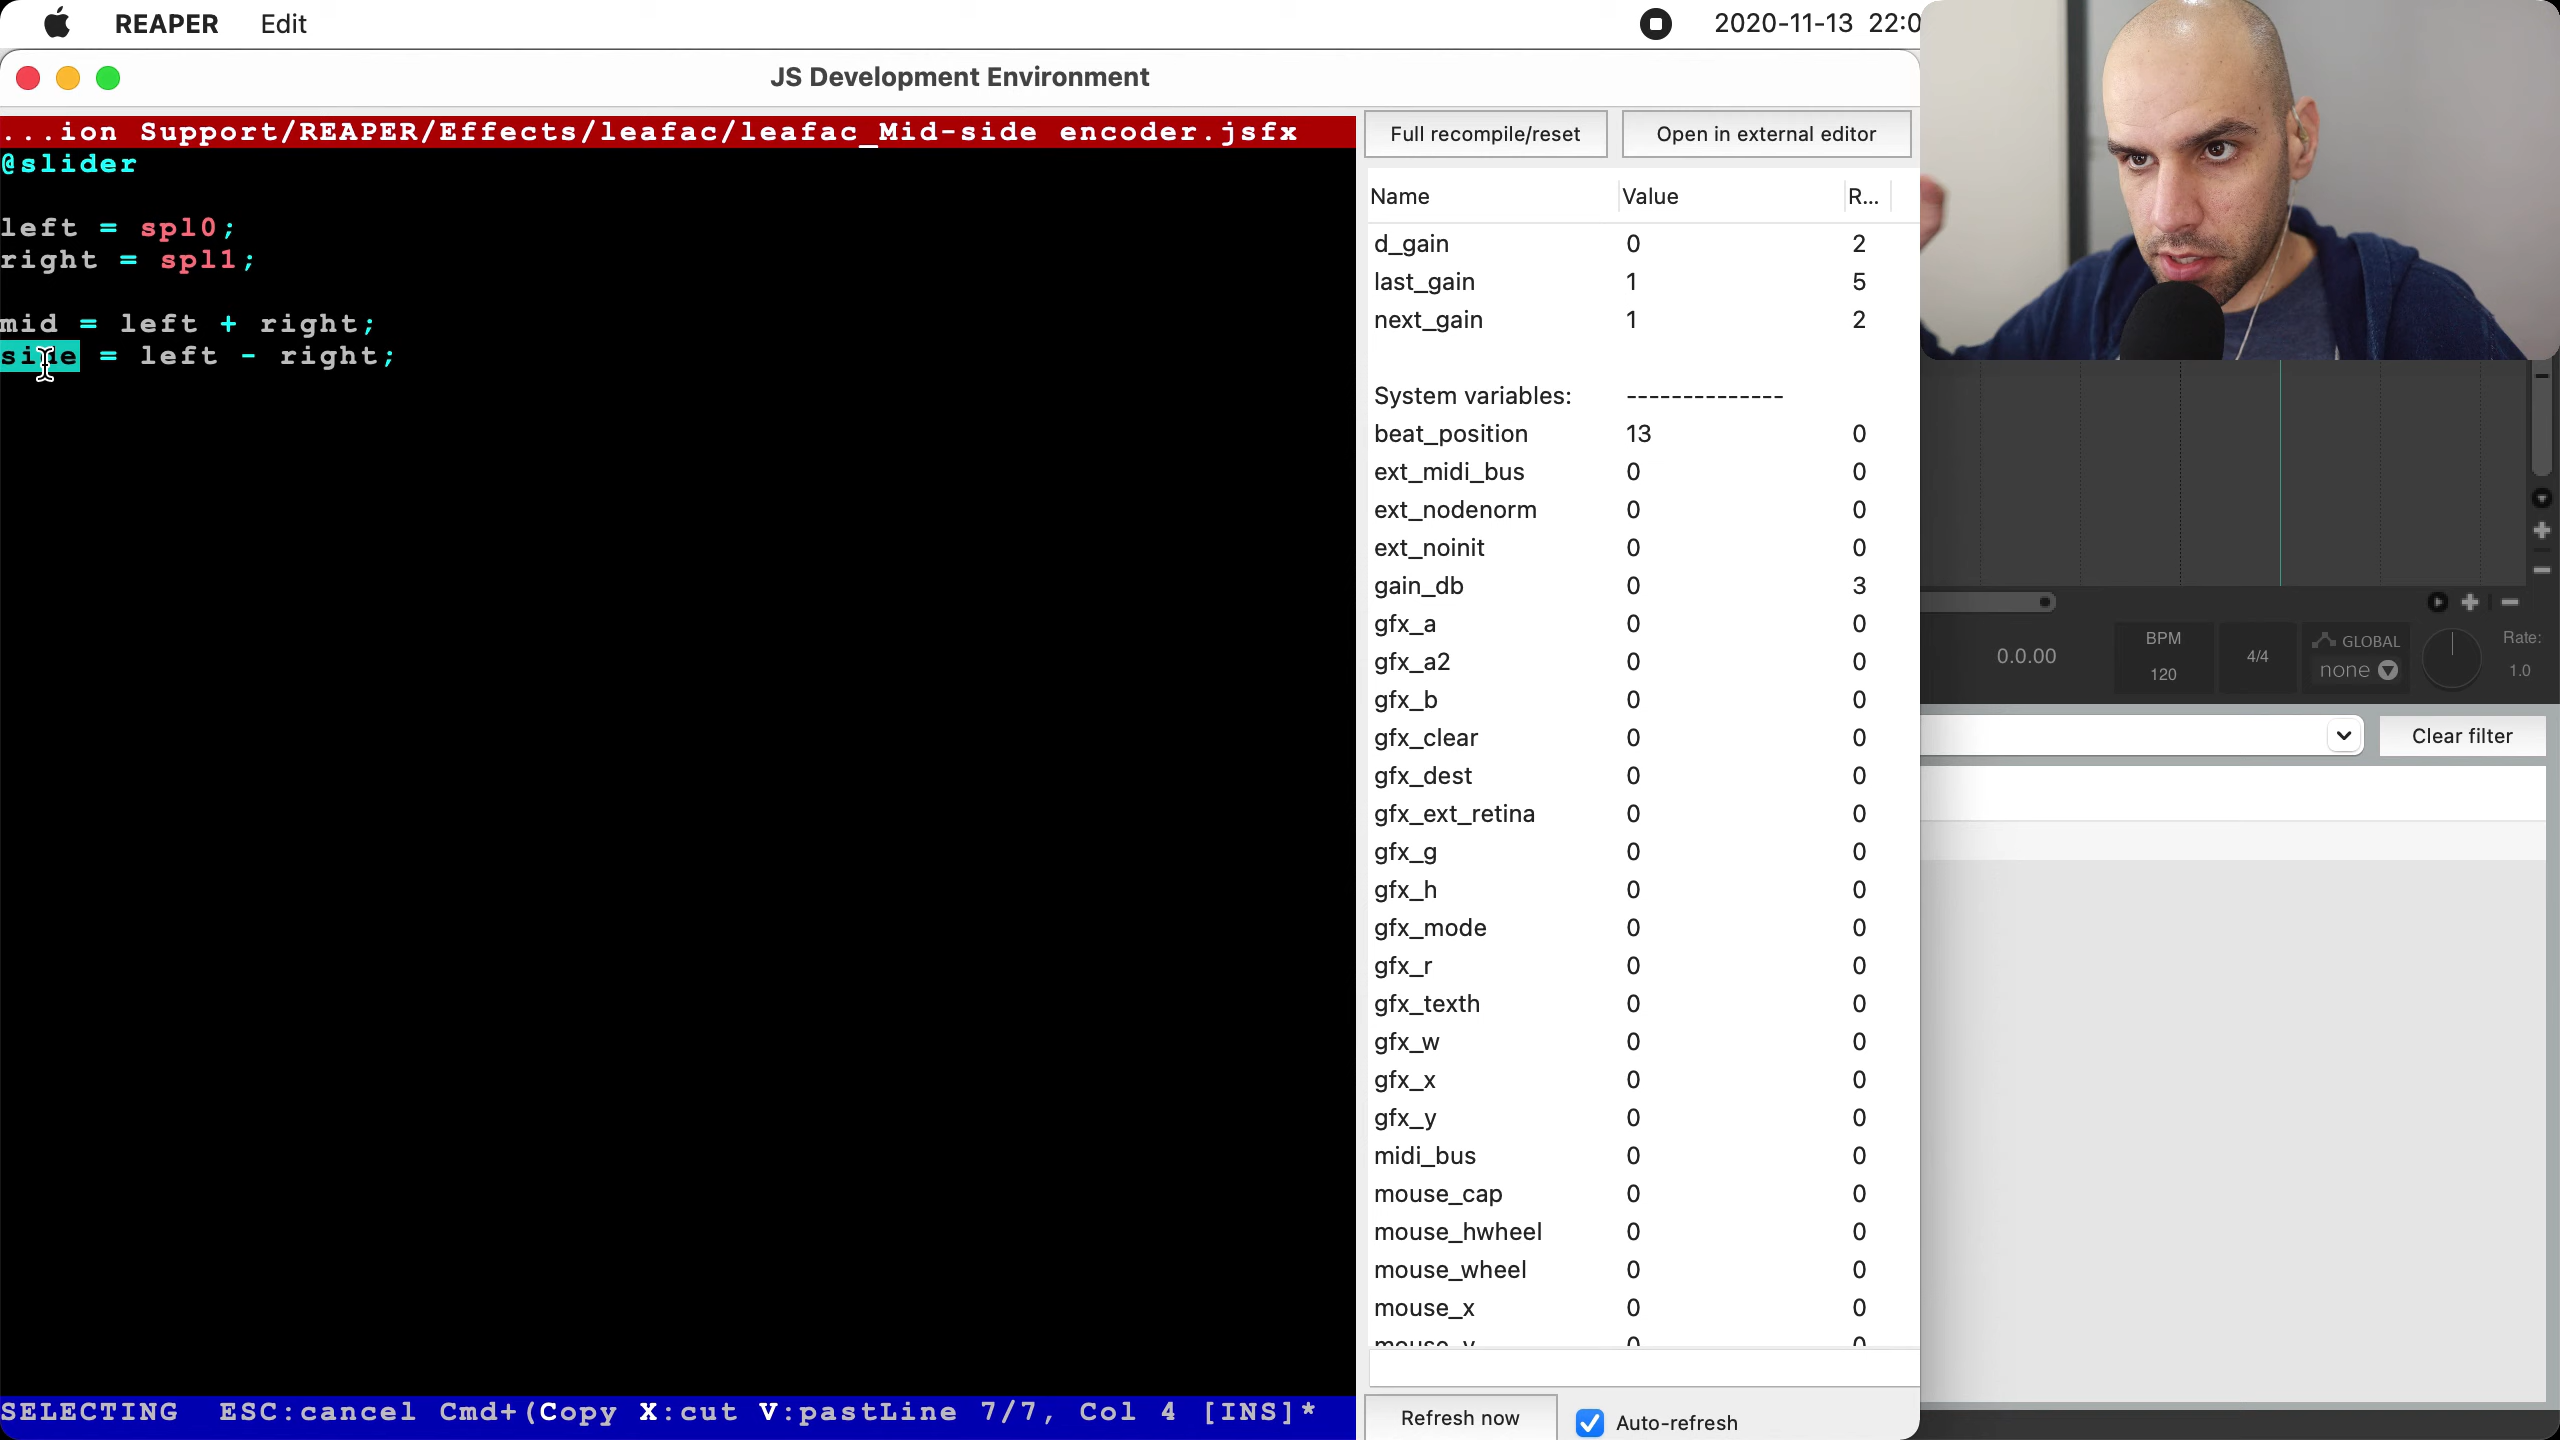 REAPER Edit 2020-11-13 22:0
JS Development Environment
...ion Support/REAPER/Effects/leafac/leafac_Mid-side encoder.jsfx
@slider
left = spl0;
right = spl1;
mid = left + right;
side = left - right;
SELECTING ESC:cancel Cmd+(Copy X:cut V:pastLine 7/7, Col 4 [INS]*
Full recompile/reset Open in external editor
Name Value R...
d_gain 0 2
last_gain 1 5
next_gain 1 2
System variables: --------------
beat_position 13 0
ext_midi_bus 0 0
ext_nodenorm 0 0
ext_noinit 0 0
gain_db 0 3
gfx_a 0 0
gfx_a2 0 0
gfx_b 0 0
gfx_clear 0 0
gfx_dest 0 0
gfx_ext_retina 0 0
gfx_g 0 0
gfx_h 0 0
gfx_mode 0 0
gfx_r 0 0
gfx_texth 0 0
gfx_w 0 0
gfx_x 0 0
gfx_y 0 0
midi_bus 0 0
mouse_cap 0 0
mouse_hwheel 0 0
mouse_wheel 0 0
mouse_x 0 0
Refresh now Auto-refresh
0.0.00
BPM
120
4/4
GLOBAL
none
Rate:
1.0
Clear filter